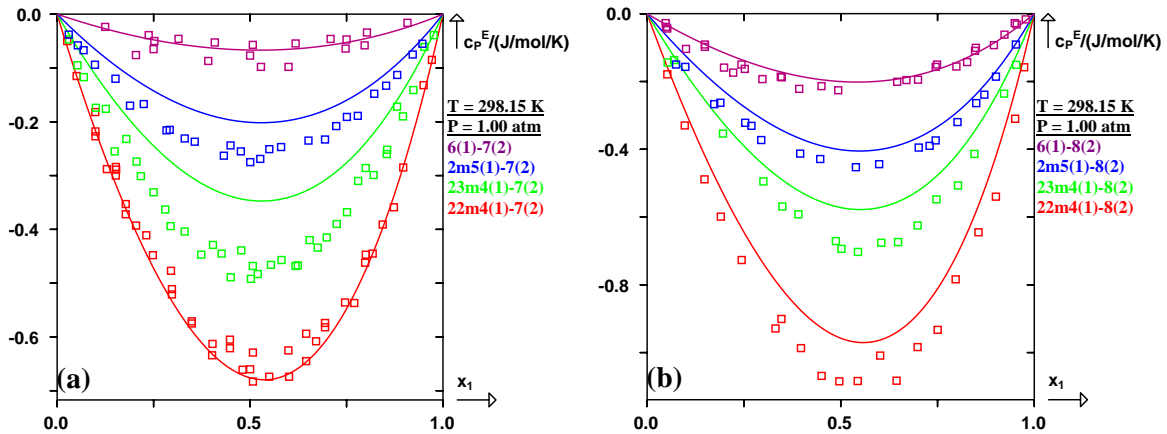 0.0
-0.2
-0.4
-0.6
0.0
0.5
1.0
cPE/(J/mol/K)
T = 298.15 K
P = 1.00 atm
6(1)-7(2)
2m5(1)-7(2)
23m4(1)-7(2)
22m4(1)-7(2)
(a)
x1
0.0
-0.4
-0.8
0.0
0.5
1.0
cPE/(J/mol/K)
T = 298.15 K
P = 1.00 atm
6(1)-8(2)
2m5(1)-8(2)
23m4(1)-8(2)
22m4(1)-8(2)
(b)
x1